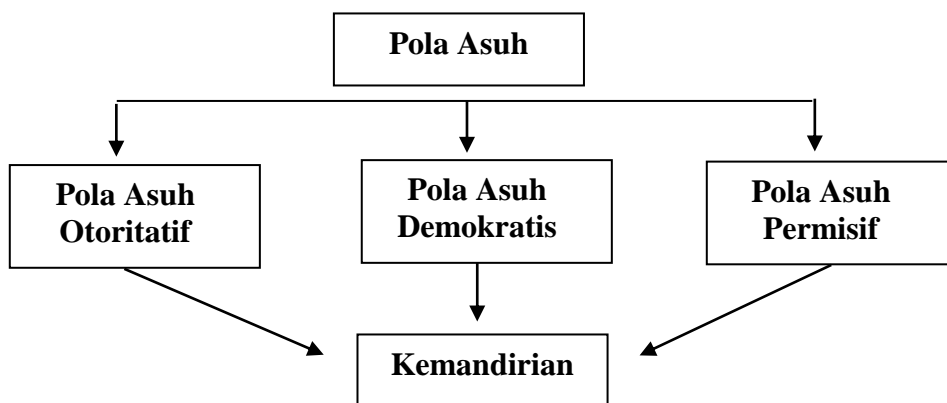 Pola Asuh
Pola Asuh
Otoritatif
Pola Asuh
Demokratis
Pola Asuh
Permisif
Kemandirian